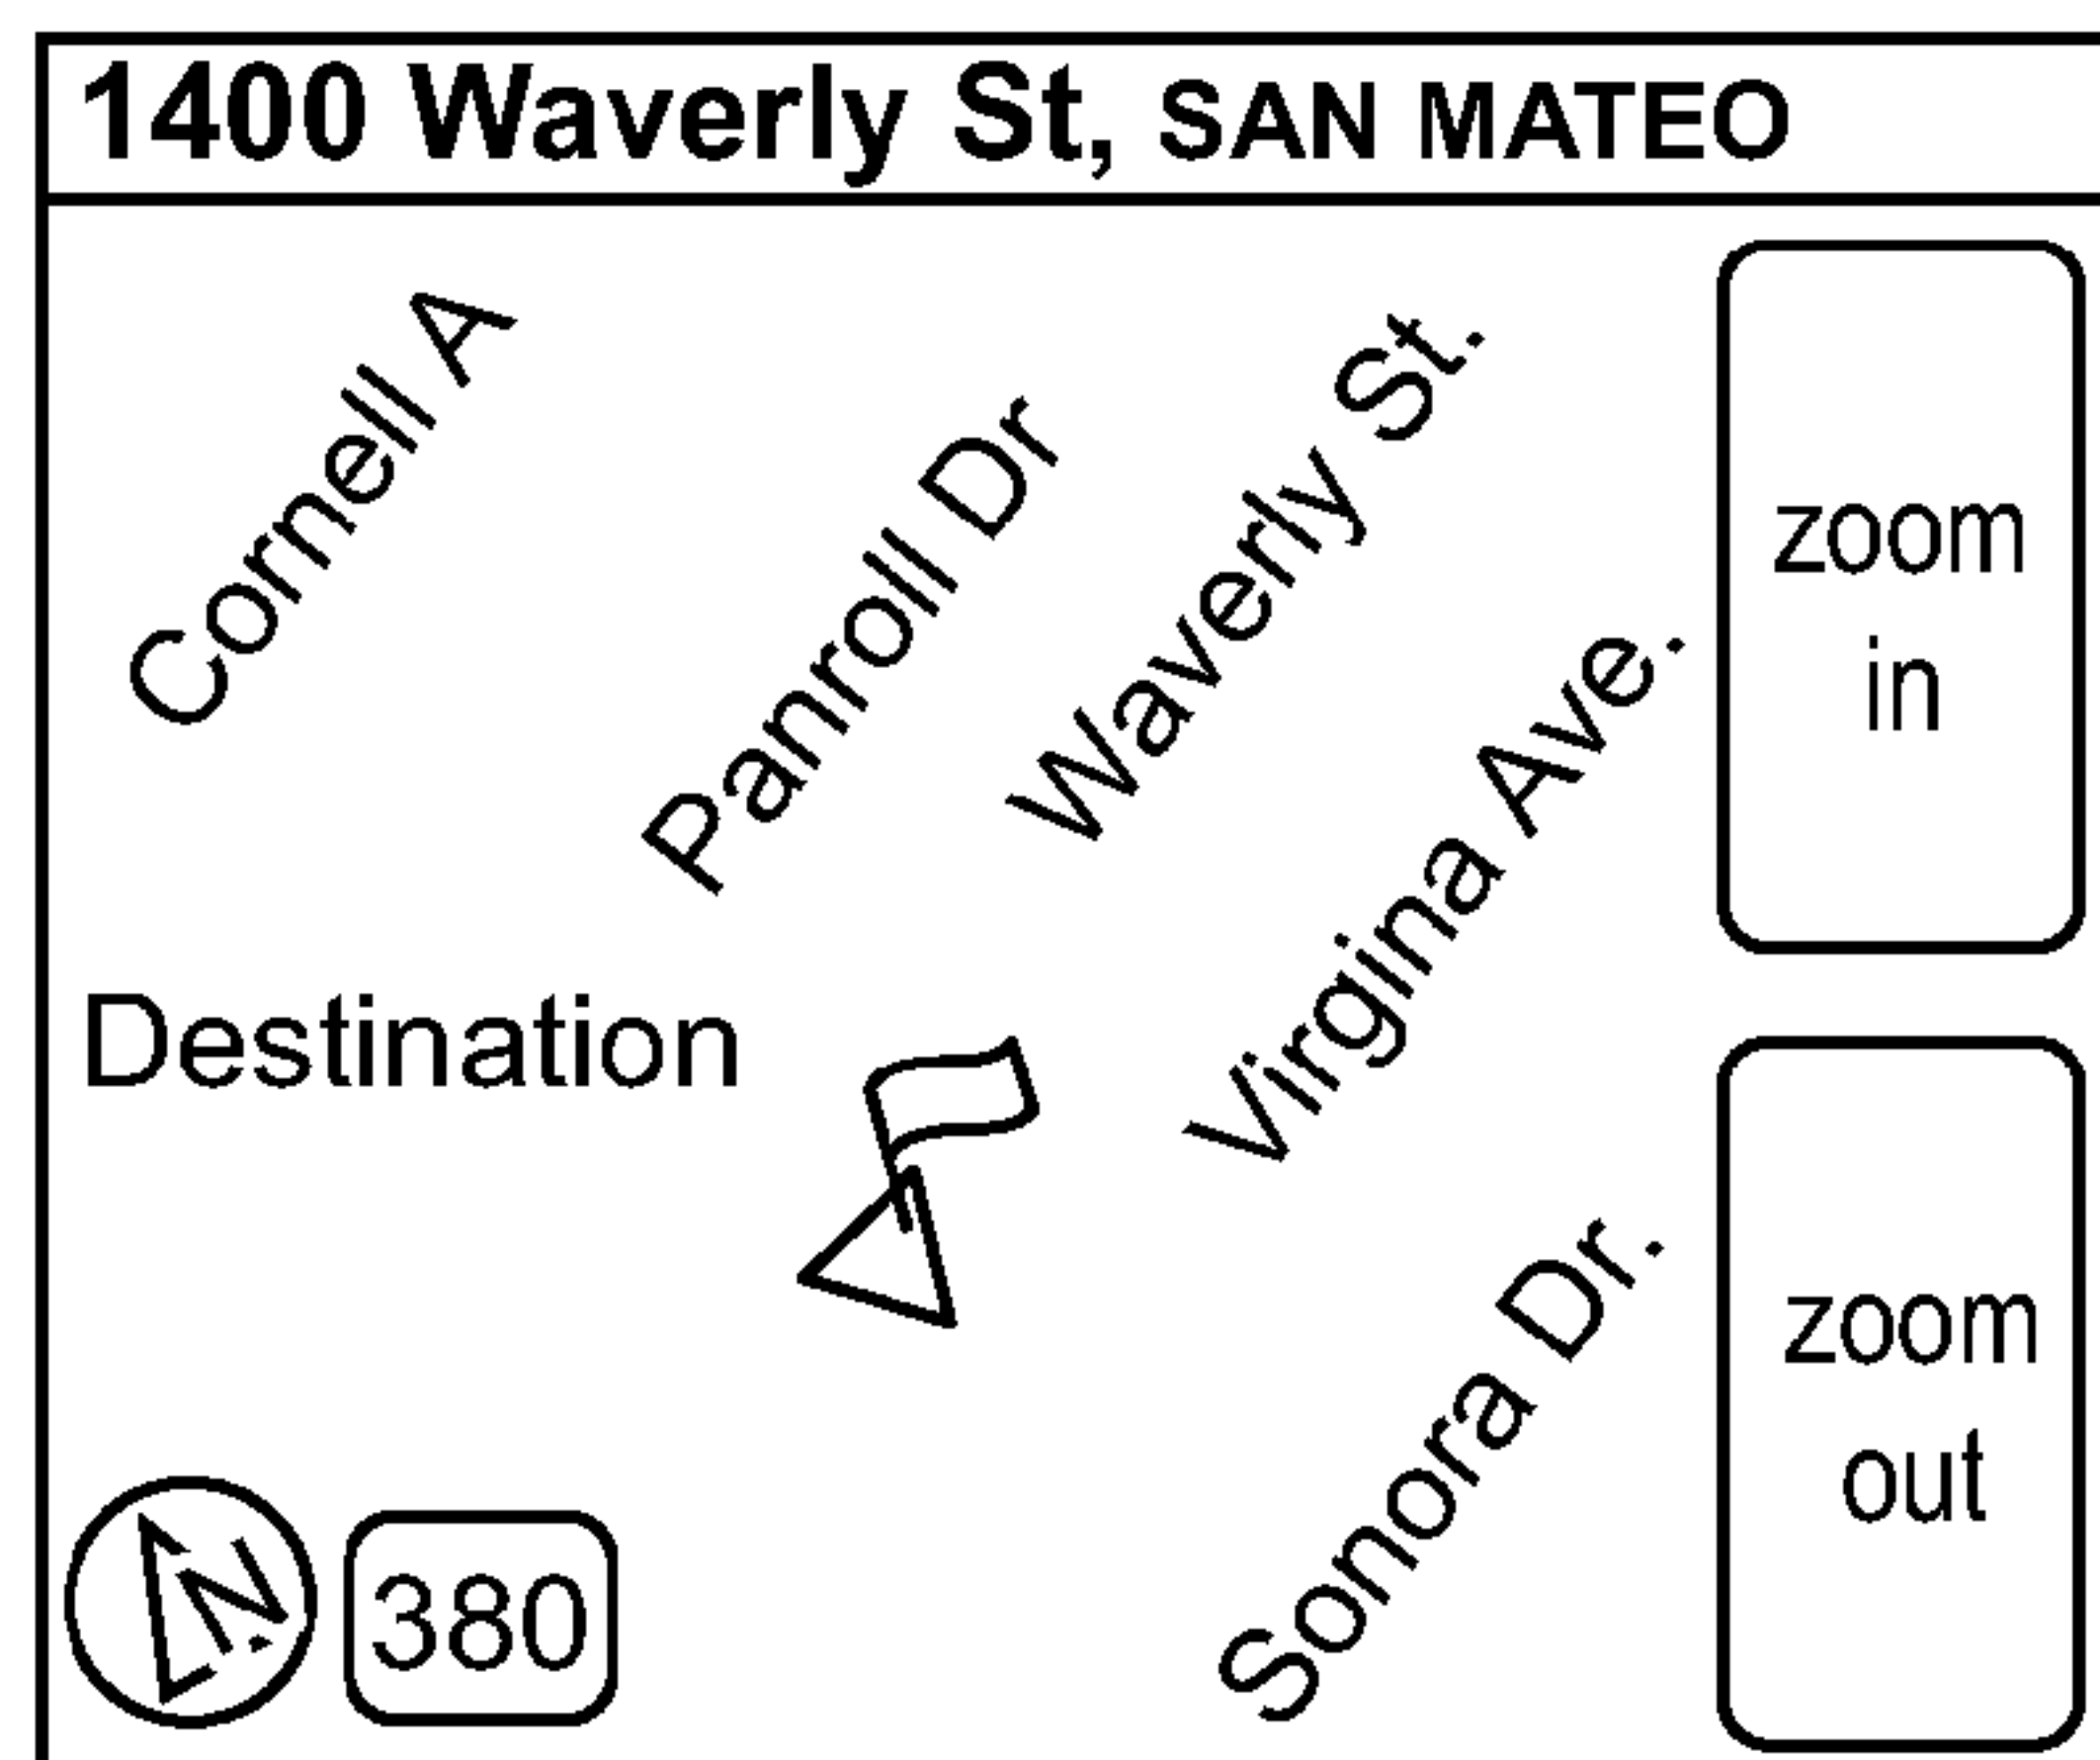 1400 Waverly St, SAN MATEO
Cornell A
Panroll Dr
Waverly St.
zoom
in
Virgina Ave.
Destination
zoom
out
Sonora Dr.
N
380